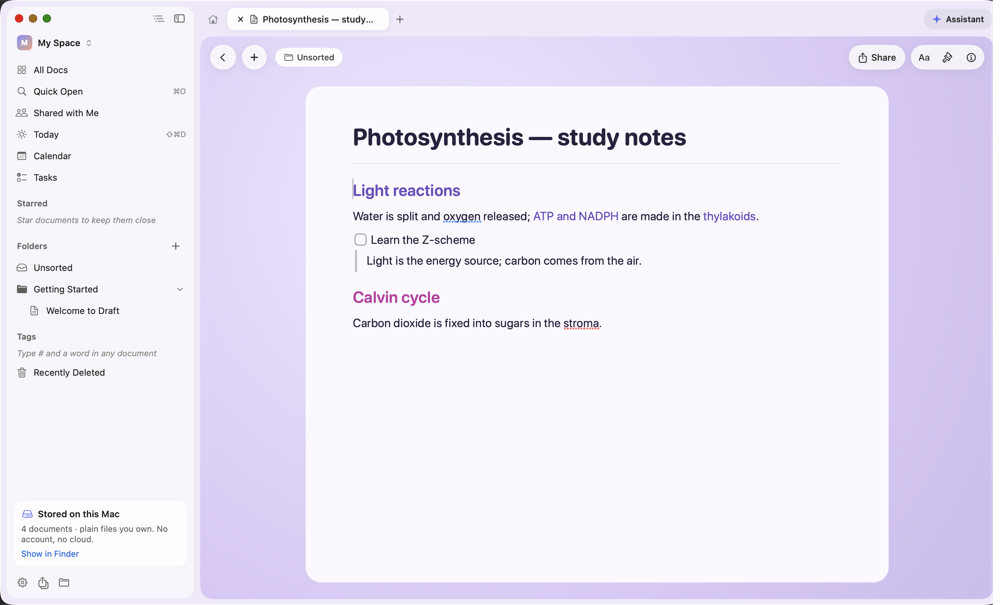 Photosynthesis — study...
Assistant
M My Space
All Docs
Quick Open ⌘O
Shared with Me
Today ⇧⌘D
Calendar
Tasks
Starred
Star documents to keep them close
Folders
Unsorted
Getting Started
Welcome to Draft
Tags
Type # and a word in any document
Recently Deleted
Stored on this Mac
4 documents · plain files you own. No
account, no cloud.
Show in Finder
Unsorted
Share
Aa
Photosynthesis — study notes
Light reactions
Water is split and oxygen released; ATP and NADPH are made in the thylakoids.
Learn the Z-scheme
Light is the energy source; carbon comes from the air.
Calvin cycle
Carbon dioxide is fixed into sugars in the stroma.